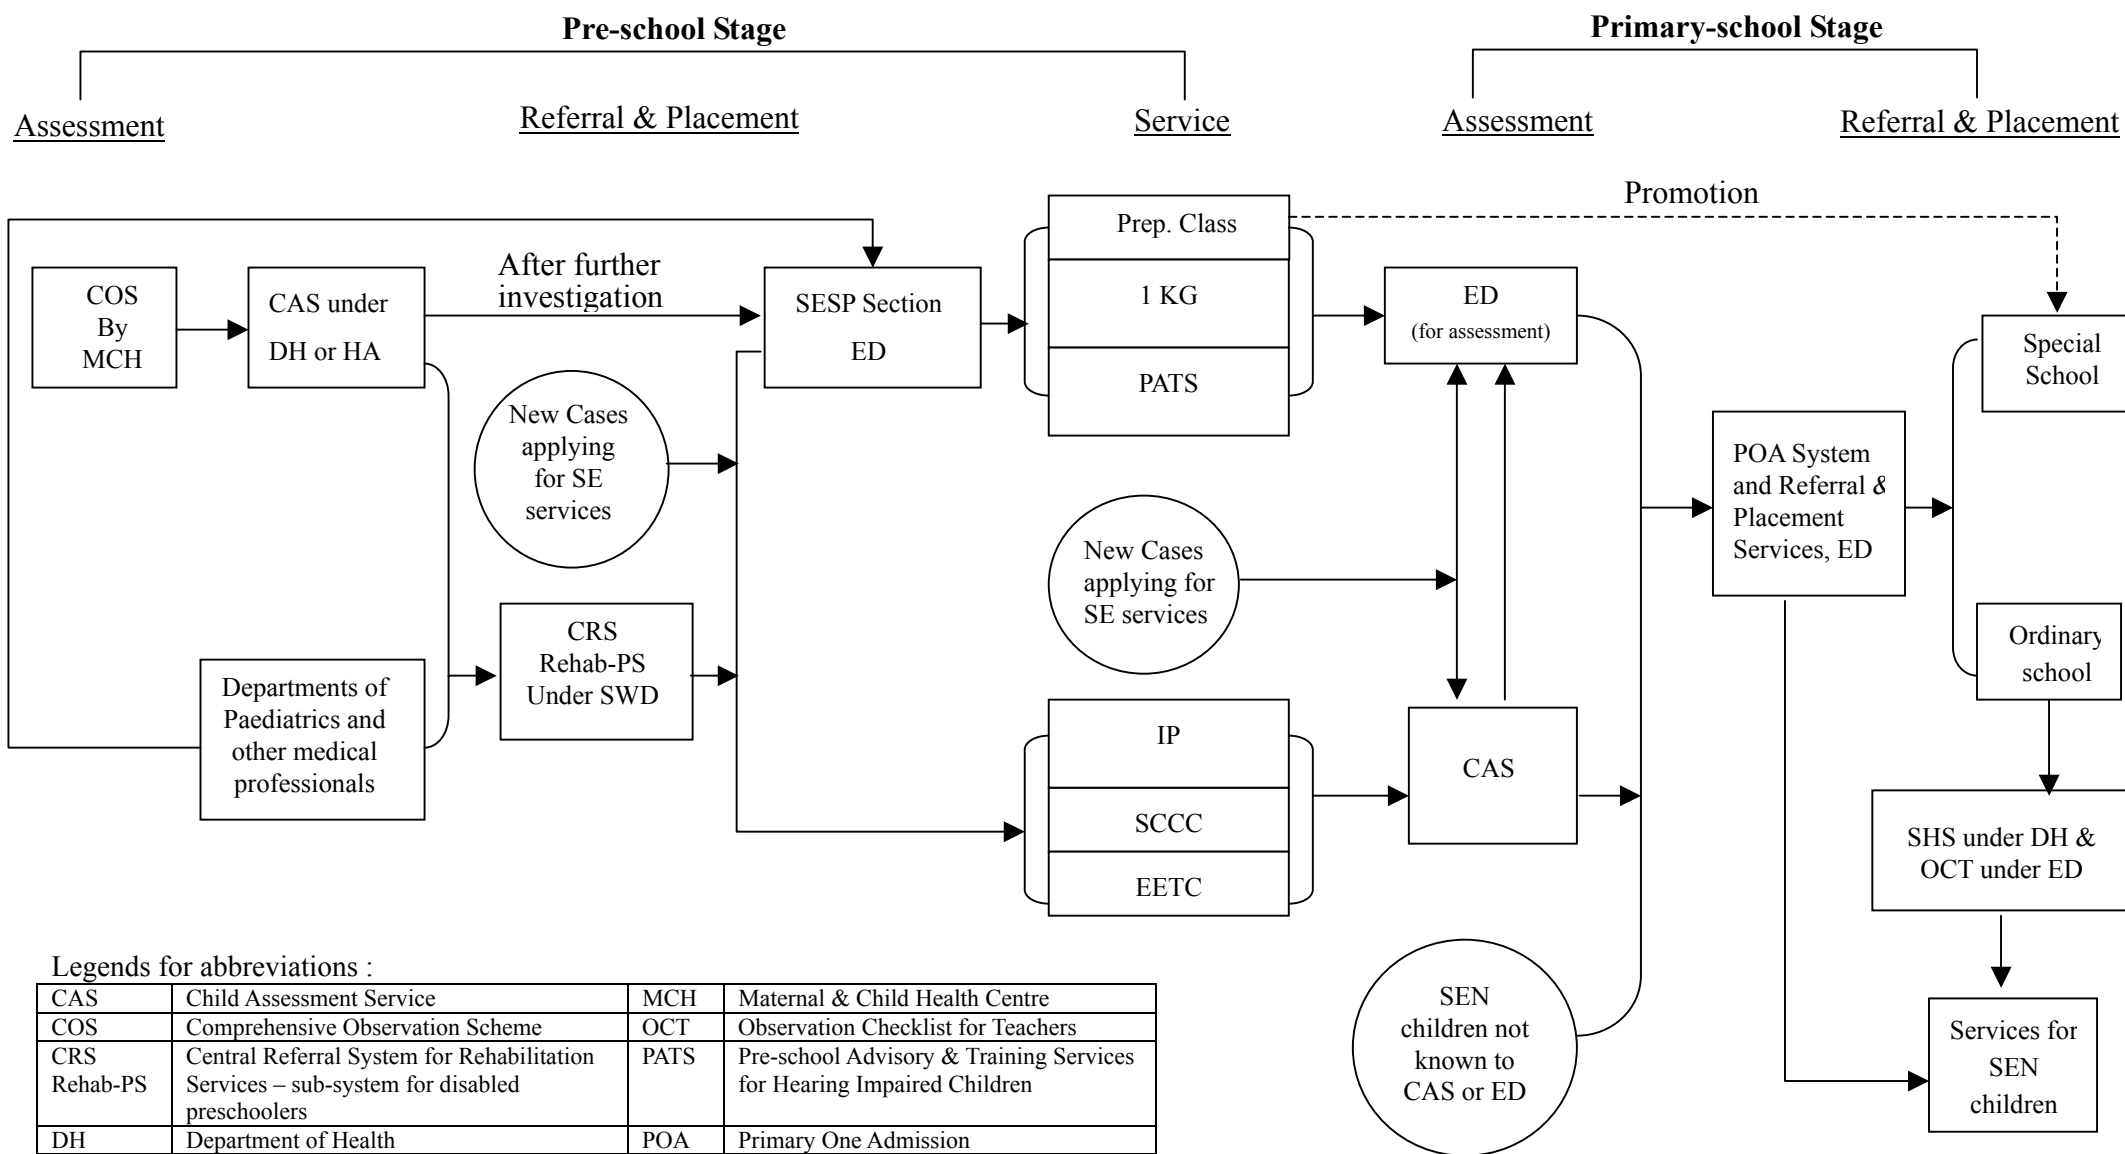 Pre-school Stage
Primary-school Stage
Assessment
Referral & Placement
Service
Assessment
Referral & Placement
Promotion
COS
By
MCH
CAS under
DH or HA
After further
investigation
SESP Section
ED
Prep. Class
1 KG
PATS
ED
(for assessment)
Special
School
New Cases
applying
for SE
services
POA System
and Referral &
Placement
Services, ED
New Cases
applying for
SE services
CRS
Rehab-PS
Under SWD
Departments of
Paediatrics and
other medical
professionals
Ordinary
school
IP
SCCC
EETC
CAS
SHS under DH &
OCT under ED
SEN
children not
known to
CAS or ED
Services for
SEN
children
Legends for abbreviations :
CAS Child Assessment Service MCH Maternal & Child Health Centre
COS Comprehensive Observation Scheme OCT Observation Checklist for Teachers
CRS Central Referral System for Rehabilitation PATS Pre-school Advisory & Training Services
Rehab-PS Services – sub-system for disabled for Hearing Impaired Children
preschoolers
DH Department of Health POA Primary One Admission